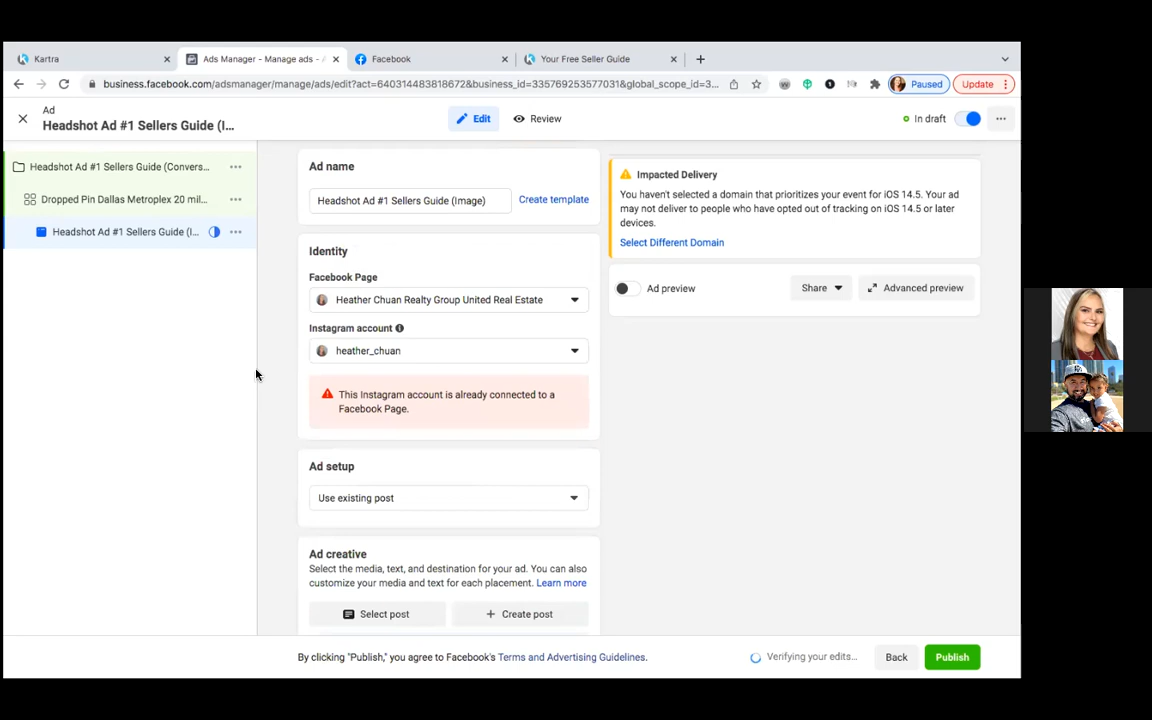 Kartra
Ads Manager - Manage ads - A
Facebook
Your Free Seller Guide
business.facebook.com/adsmanager/manage/ads/edit?act=640314483818672&business_id=335769253577031&global_scope_id=3...
Paused
Update
Ad
Headshot Ad #1 Sellers Guide (I...
Edit
Review
In draft
Headshot Ad #1 Sellers Guide (Convers...
Dropped Pin Dallas Metroplex 20 mil...
Headshot Ad #1 Sellers Guide (I...
Ad name
Headshot Ad #1 Sellers Guide (Image)
Create template
Identity
Facebook Page
Heather Chuan Realty Group United Real Estate
Instagram account
heather_chuan
This Instagram account is already connected to a
Facebook Page.
Ad setup
Use existing post
Ad creative
Select the media, text, and destination for your ad. You can also
customize your media and text for each placement. Learn more
Select post
Create post
Impacted Delivery
You haven't selected a domain that prioritizes your event for iOS 14.5. Your ad
may not deliver to people who have opted out of tracking on iOS 14.5 or later
devices.
Select Different Domain
Ad preview
Share
Advanced preview
By clicking "Publish," you agree to Facebook's Terms and Advertising Guidelines.
Verifying your edits...
Back
Publish